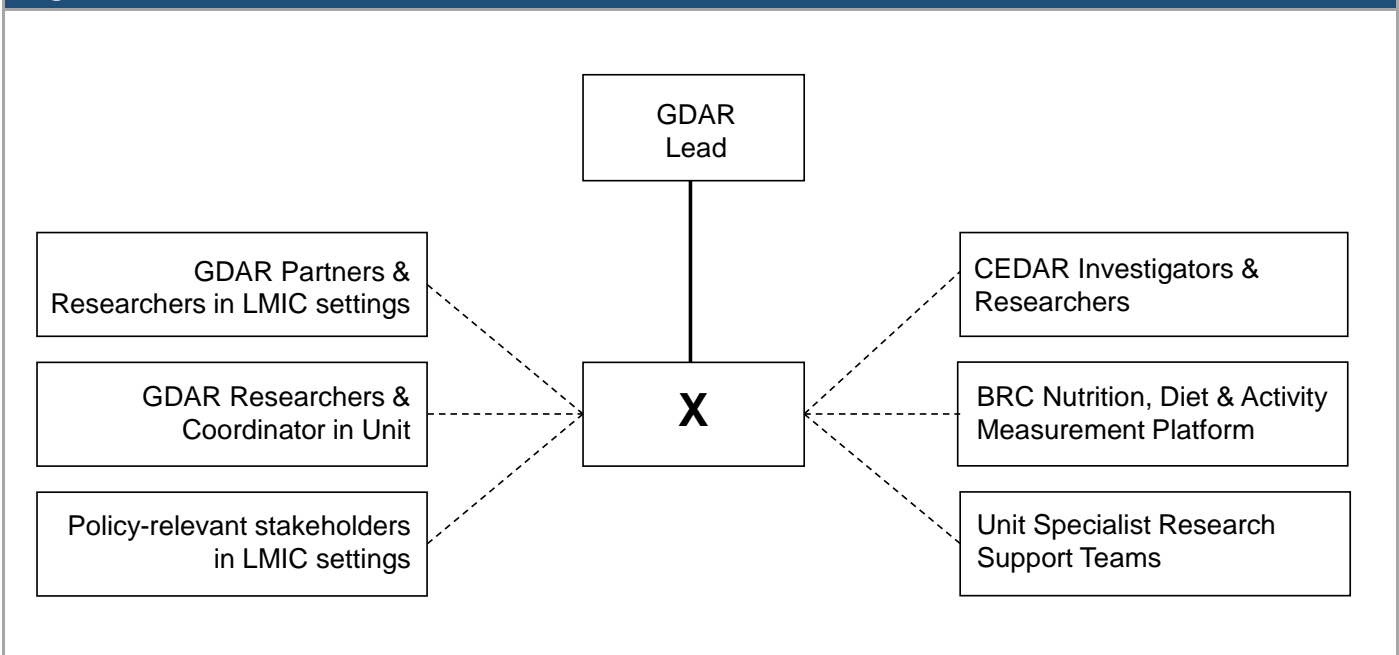 GDAR
Lead
GDAR Partners &
Researchers in LMIC settings
GDAR Researchers &
Coordinator in Unit
Policy-relevant stakeholders
in LMIC settings
X
CEDAR Investigators &
Researchers
BRC Nutrition, Diet & Activity
Measurement Platform
Unit Specialist Research
Support Teams